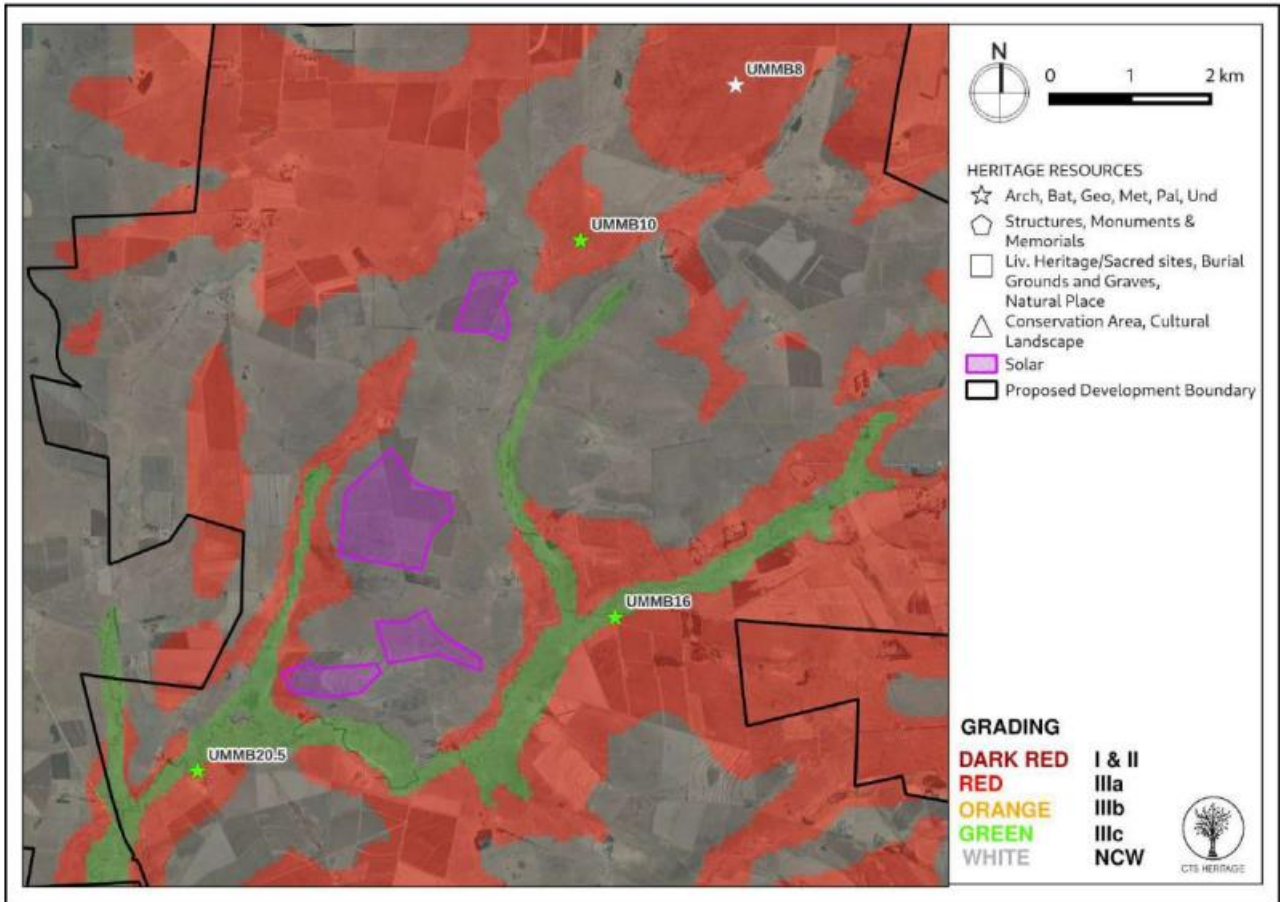 UMMB8
UMMB10
UMMB16
UMMB20.5
N
0 1 2 km
HERITAGE RESOURCES
Arch, Bat, Geo, Met, Pal, Und
Structures, Monuments &
Memorials
Liv. Heritage/Sacred sites, Burial
Grounds and Graves,
Natural Place
Conservation Area, Cultural
Landscape
Solar
Proposed Development Boundary
GRADING
DARK RED I & II
RED IIIa
ORANGE IIIb
GREEN IIIc
WHITE NCW
CTS HERITAGE